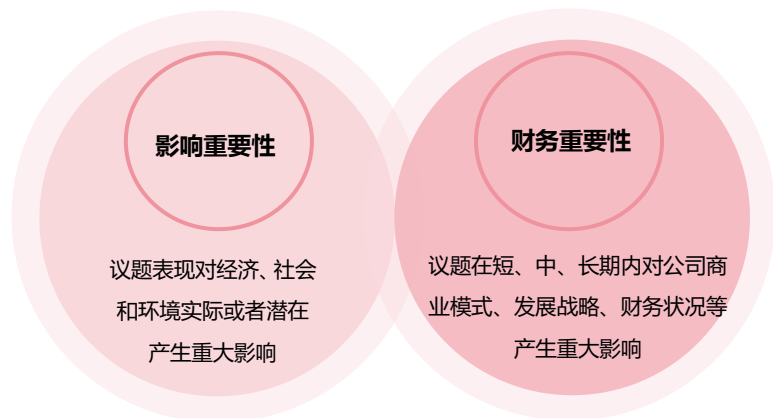 影响重要性
议题表现对经济、社会
和环境实际或者潜在
产生重大影响
财务重要性
议题在短、中、长期内对公司商
业模式、发展战略、财务状况等
产生重大影响